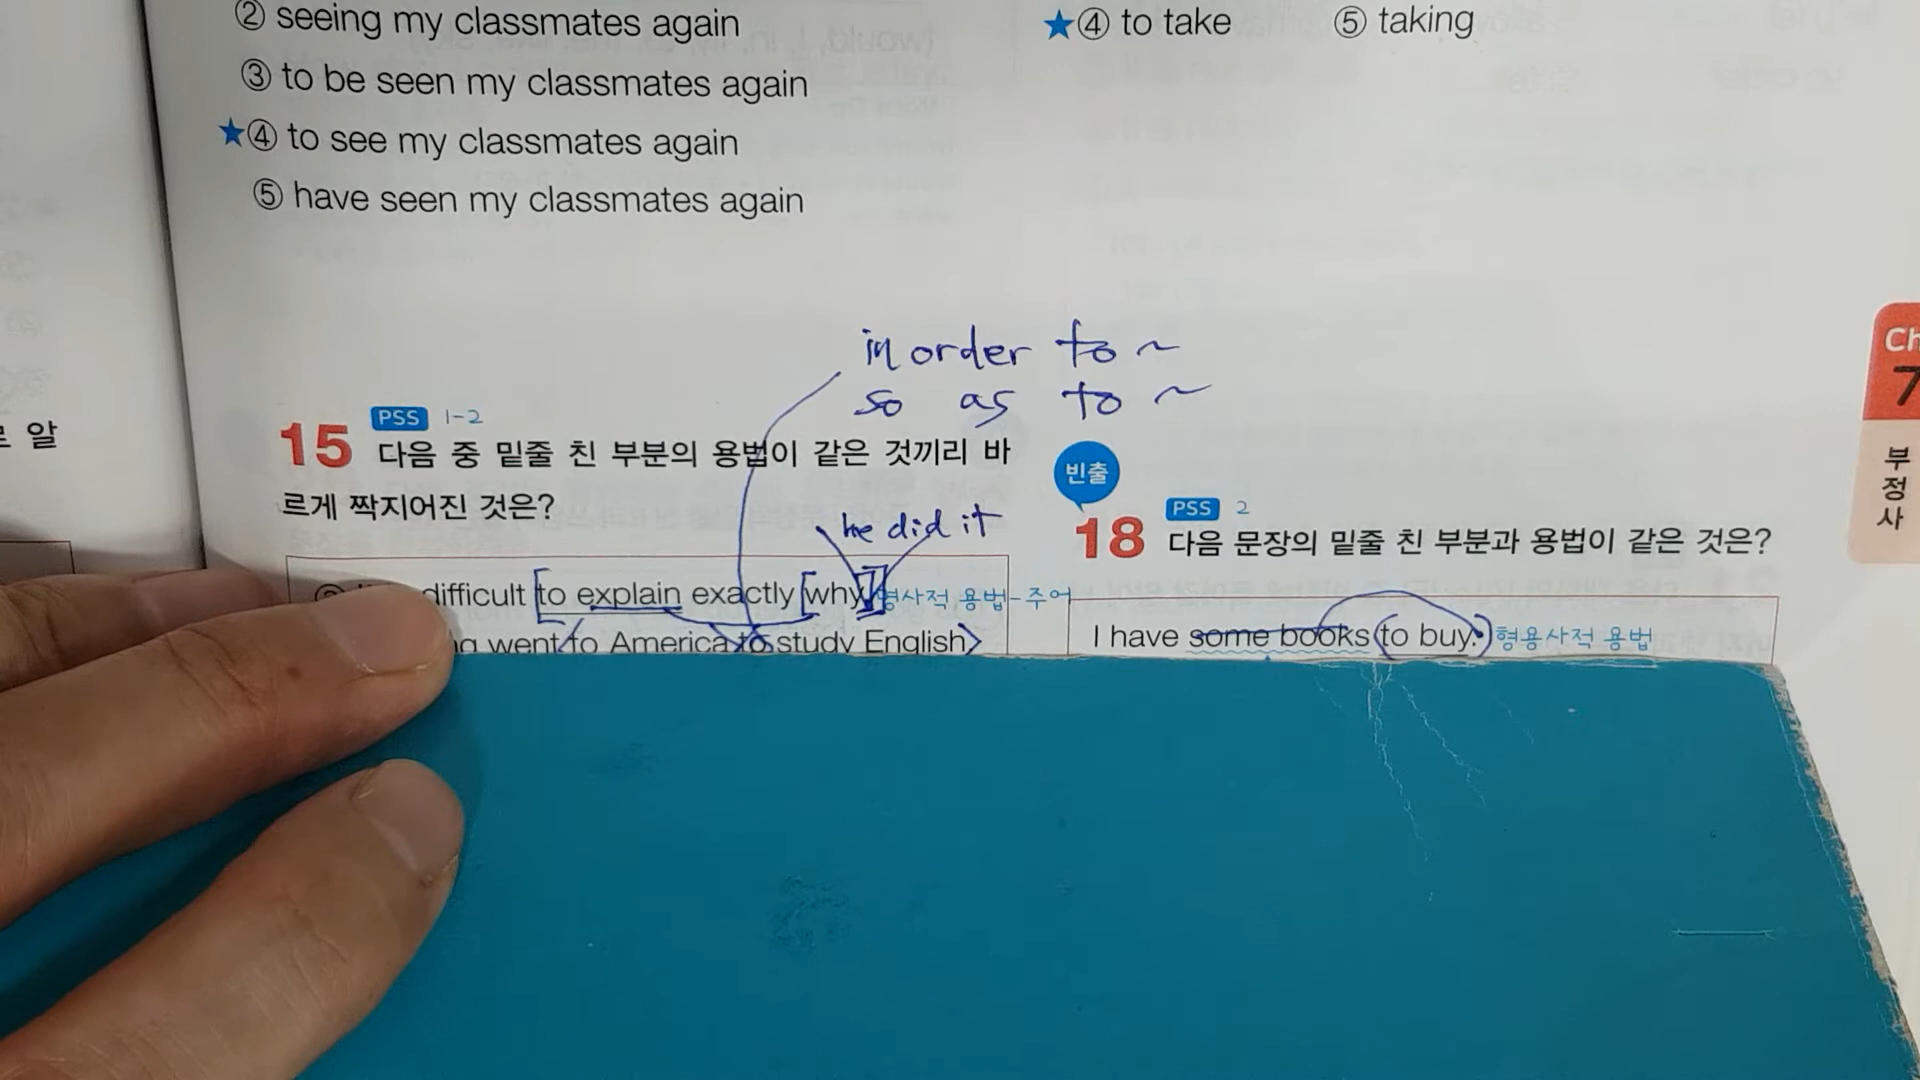 ② seeing my classmates again
③ to be seen my classmates again
★④ to see my classmates again
⑤ have seen my classmates again
★④ to take ⑤ taking
알
in order to ~
so as to ~
PSS 1-2
15 다음 중 밑줄 친 부분의 용법이 같은 것끼리 바
르게 짝지어진 것은?
he did it
difficult [to explain exactly [why]] 명사적 용법-주어
went to America to study English>
빈출
PSS 2
18 다음 문장의 밑줄 친 부분과 용법이 같은 것은?
I have some books (to buy.) 형용사적 용법
Ch
7
부정사